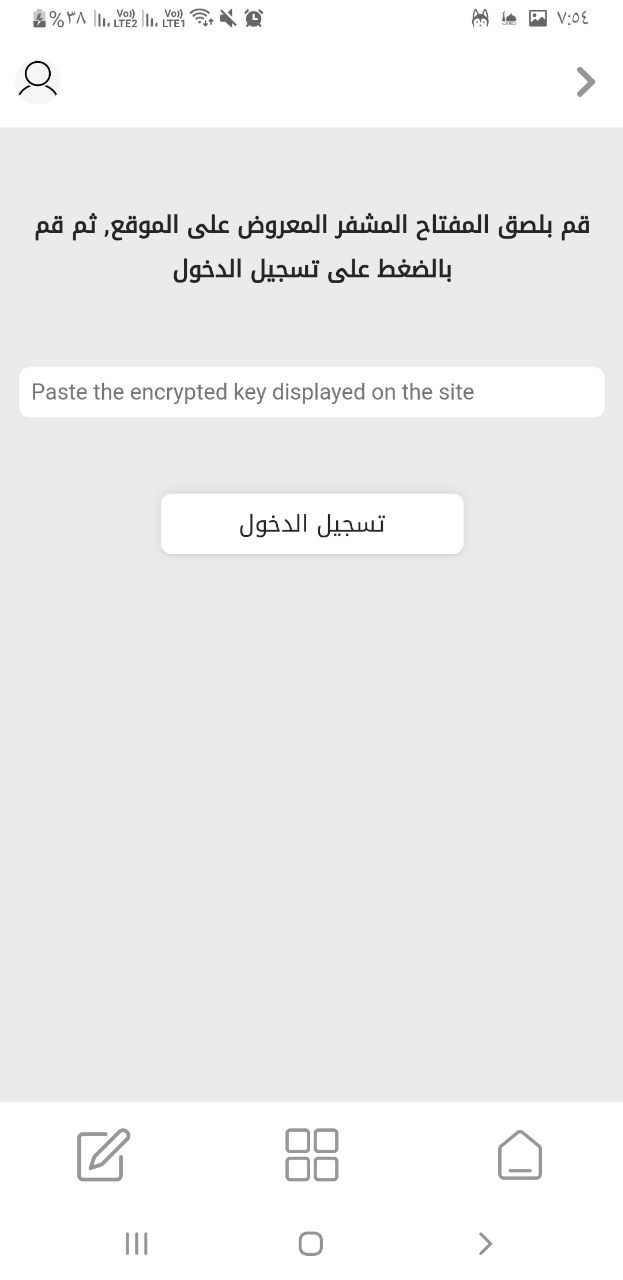 %٣٨ Vo)) LTE2 Vo)) LTE1 ٧:٥٤
قم بلصق المفتاح المشفر المعروض على الموقع, ثم قم
بالضغط على تسجيل الدخول
Paste the encrypted key displayed on the site
تسجيل الدخول